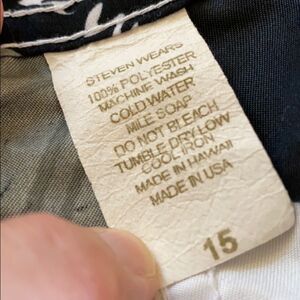 STEVEN WEARS
100% POLYESTER
MACHINE WASH
COLD WATER
MILE SOAP
DO NOT BLEACH
TUMBLE DRY LOW
COOL IRON
MADE IN HAWAII
MADE IN USA
15